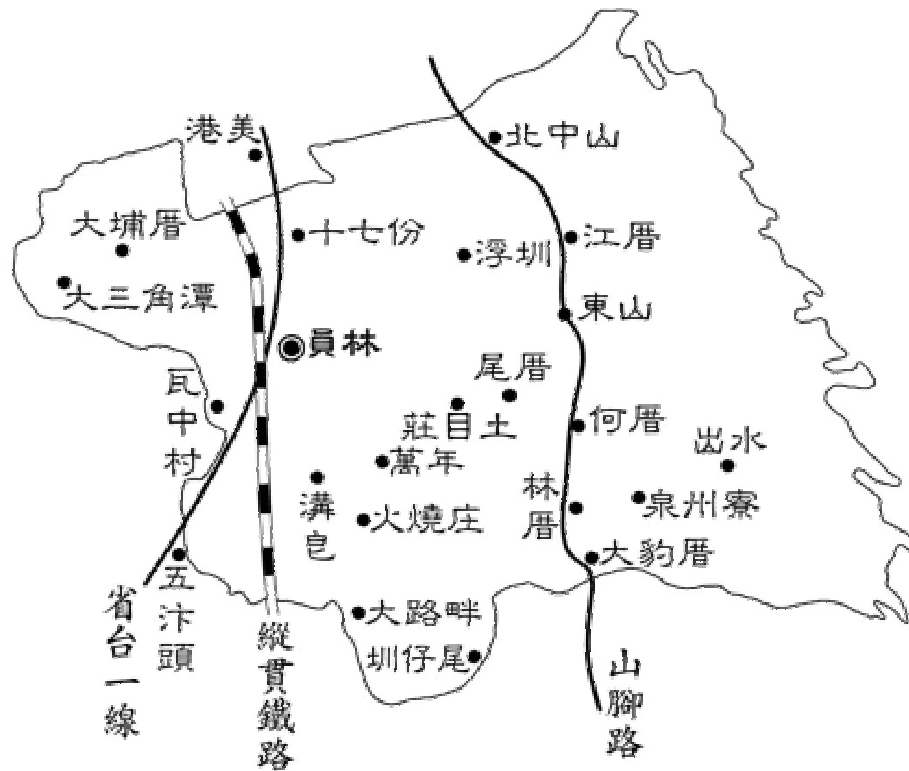 港美
北中山
大埔厝
十七份
浮圳
江厝
大三角潭
東山
員林
尾厝
瓦中村
莊目土
何厝
出水
萬年
林厝
泉州寮
溝皂
火燒庄
大豹厝
五汴頭
大路畔
圳仔尾
省台一線
縱貫鐵路
山腳路